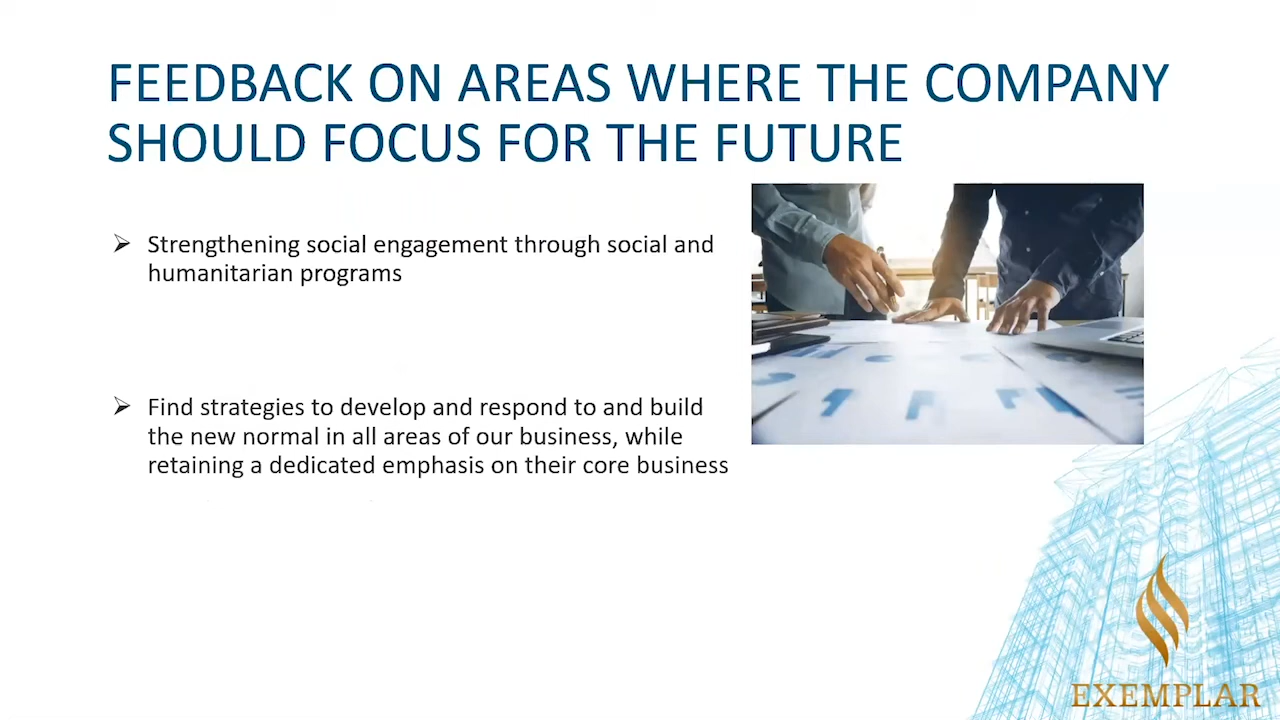 FEEDBACK ON AREAS WHERE THE COMPANY
SHOULD FOCUS FOR THE FUTURE
Strengthening social engagement through social and
humanitarian programs
Find strategies to develop and respond to and build
the new normal in all areas of our business, while
retaining a dedicated emphasis on their core business
EXEMPLAR